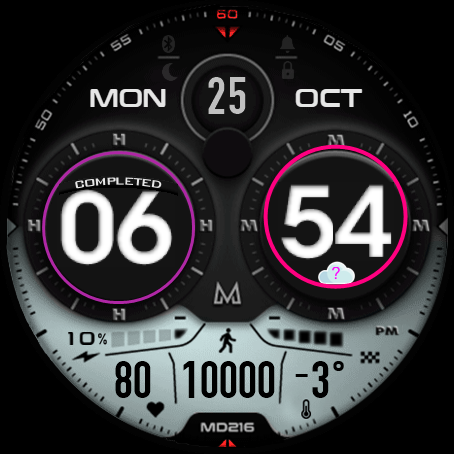 60
55 05
50 10
MON 25 OCT
H M
COMPLETED
H 06 H M 54 M
?
H M
M
10% PM
80 10000 -3°
MD216